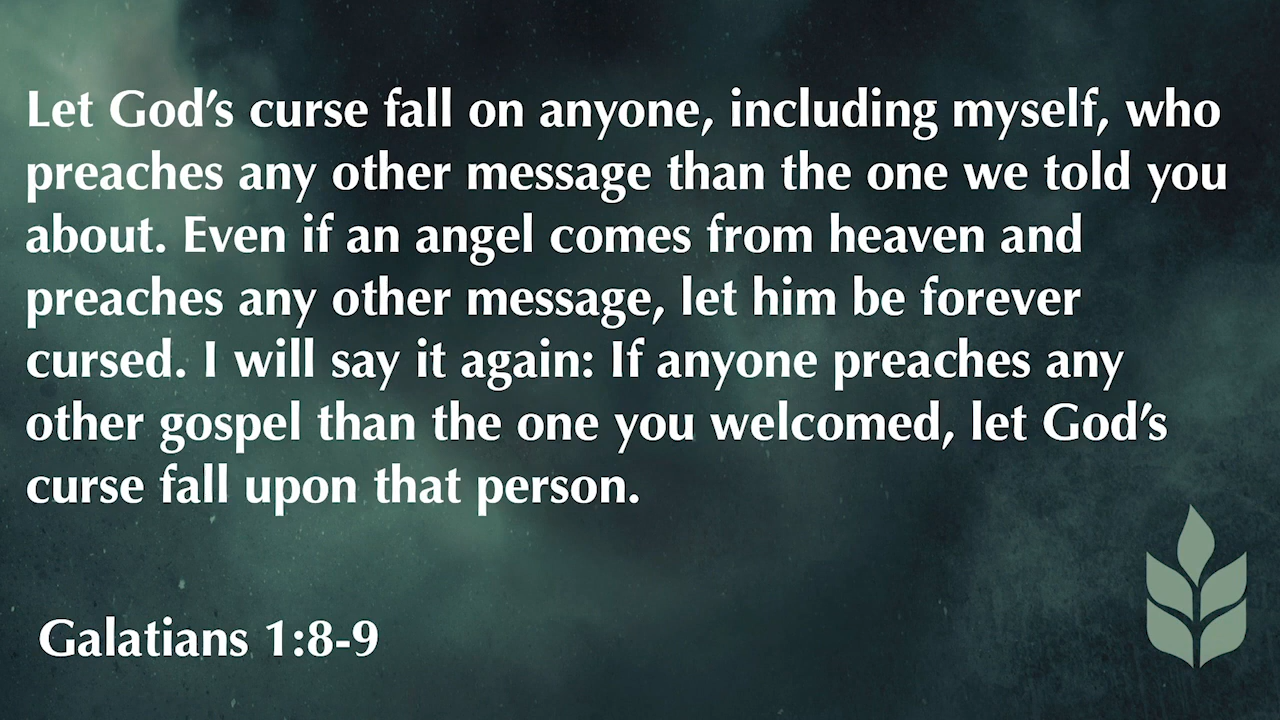 Let God’s curse fall on anyone, including myself, who
preaches any other message than the one we told you
about. Even if an angel comes from heaven and
preaches any other message, let him be forever
cursed. I will say it again: If anyone preaches any
other gospel than the one you welcomed, let God’s
curse fall upon that person.
Galatians 1:8-9